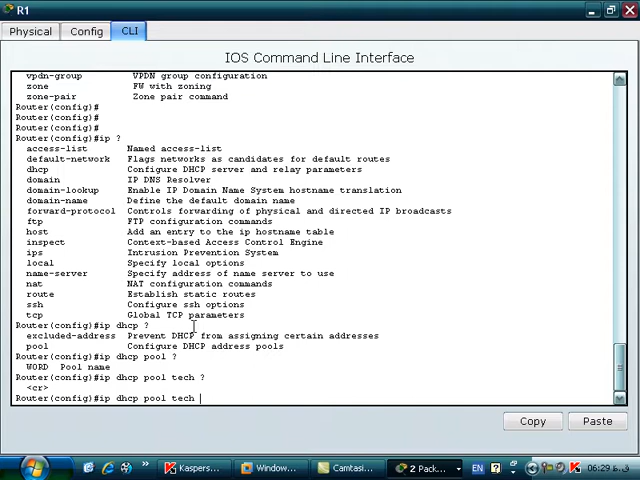 R1
Physical Config CLI
IOS Command Line Interface
vpdn-group VPDN group configuration
zone FW with zoning
zone-pair Zone pair command
Router(config)#
Router(config)#
Router(config)#
Router(config)#ip ?
access-list Named access-list
default-network Flags networks as candidates for default routes
dhcp Configure DHCP server and relay parameters
domain IP DNS Resolver
domain-lookup Enable IP Domain Name System hostname translation
domain-name Define the default domain name
forward-protocol Controls forwarding of physical and directed IP broadcasts
ftp FTP configuration commands
host Add an entry to the ip hostname table
inspect Context-based Access Control Engine
ips Intrusion Prevention System
local Specify local options
name-server Specify address of name server to use
nat NAT configuration commands
route Establish static routes
ssh Configure ssh options
tcp Global TCP parameters
Router(config)#ip dhcp ?
excluded-address Prevent DHCP from assigning certain addresses
pool Configure DHCP address pools
Router(config)#ip dhcp pool ?
WORD Pool name
Router(config)#ip dhcp pool tech ?
<cr>
Router(config)#ip dhcp pool tech
Copy Paste
Kaspers... Window... Camtasi... 2 Pack... EN 06:29